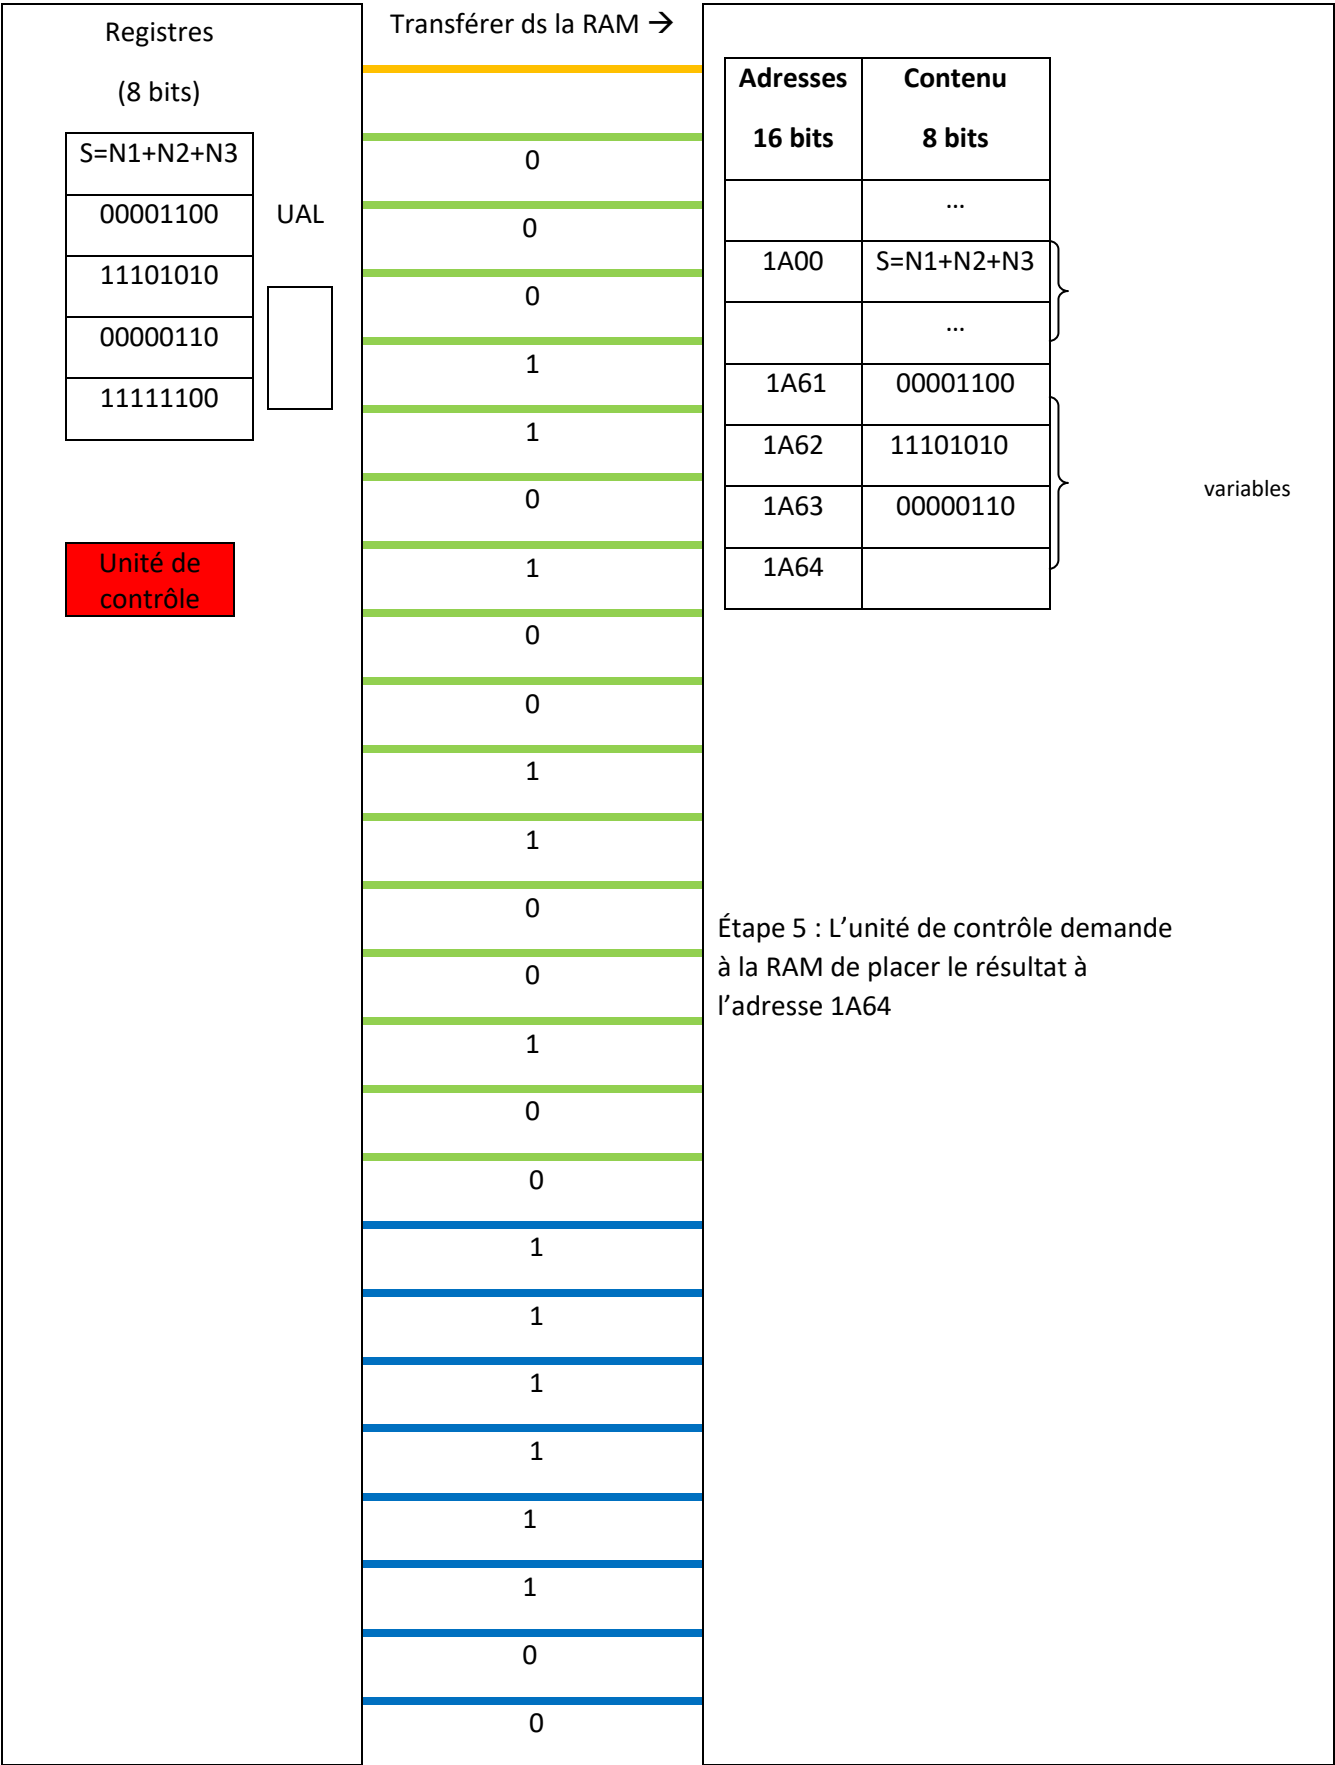 Registres
(8 bits)
S=N1+N2+N3
00001100
UAL
11101010
00000110
11111100
Unité de
contrôle
Transférer ds la RAM →
0
0
0
1
1
0
1
0
0
1
1
0
0
1
0
0
1
1
1
1
1
1
0
0
Adresses
16 bits
Contenu
8 bits
...
1A00 S=N1+N2+N3
...
1A61 00001100
1A62 11101010
1A63 00000110
1A64
variables
Étape 5 : L’unité de contrôle demande
à la RAM de placer le résultat à
l’adresse 1A64